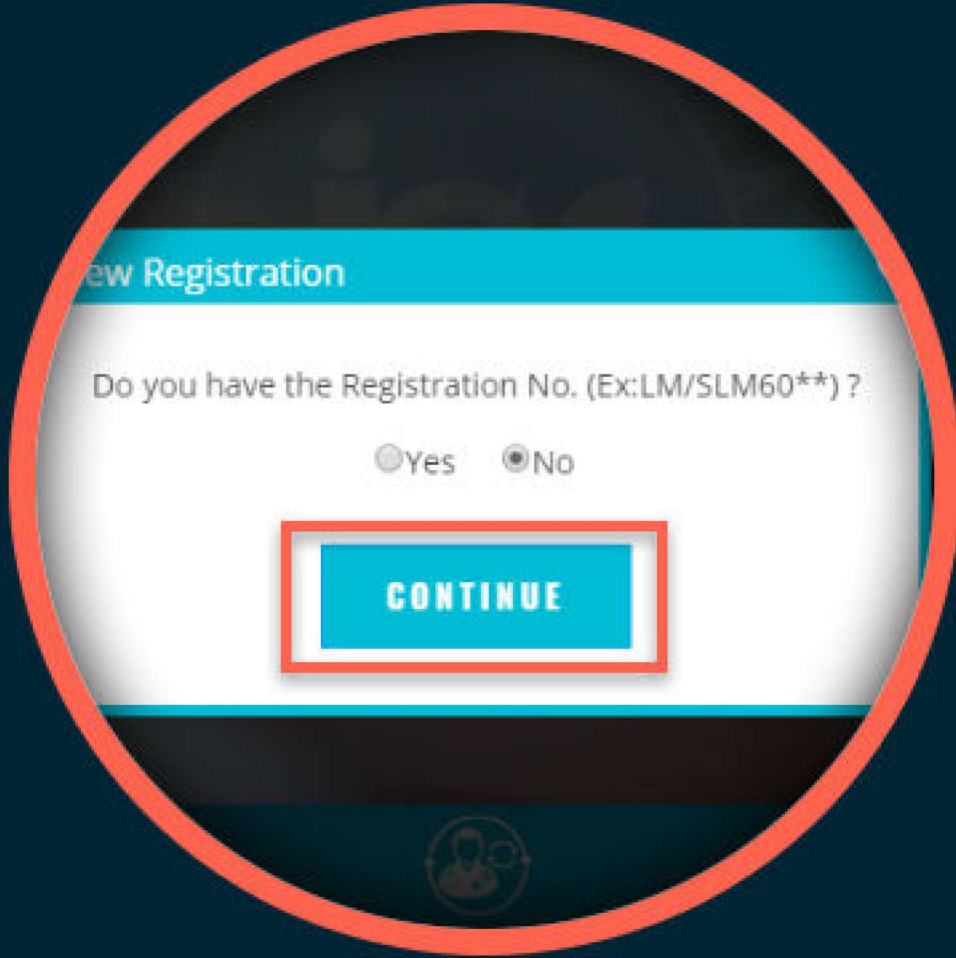 ew Registration
Do you have the Registration No. (Ex:LM/SLM60**) ?
Yes No
CONTINUE